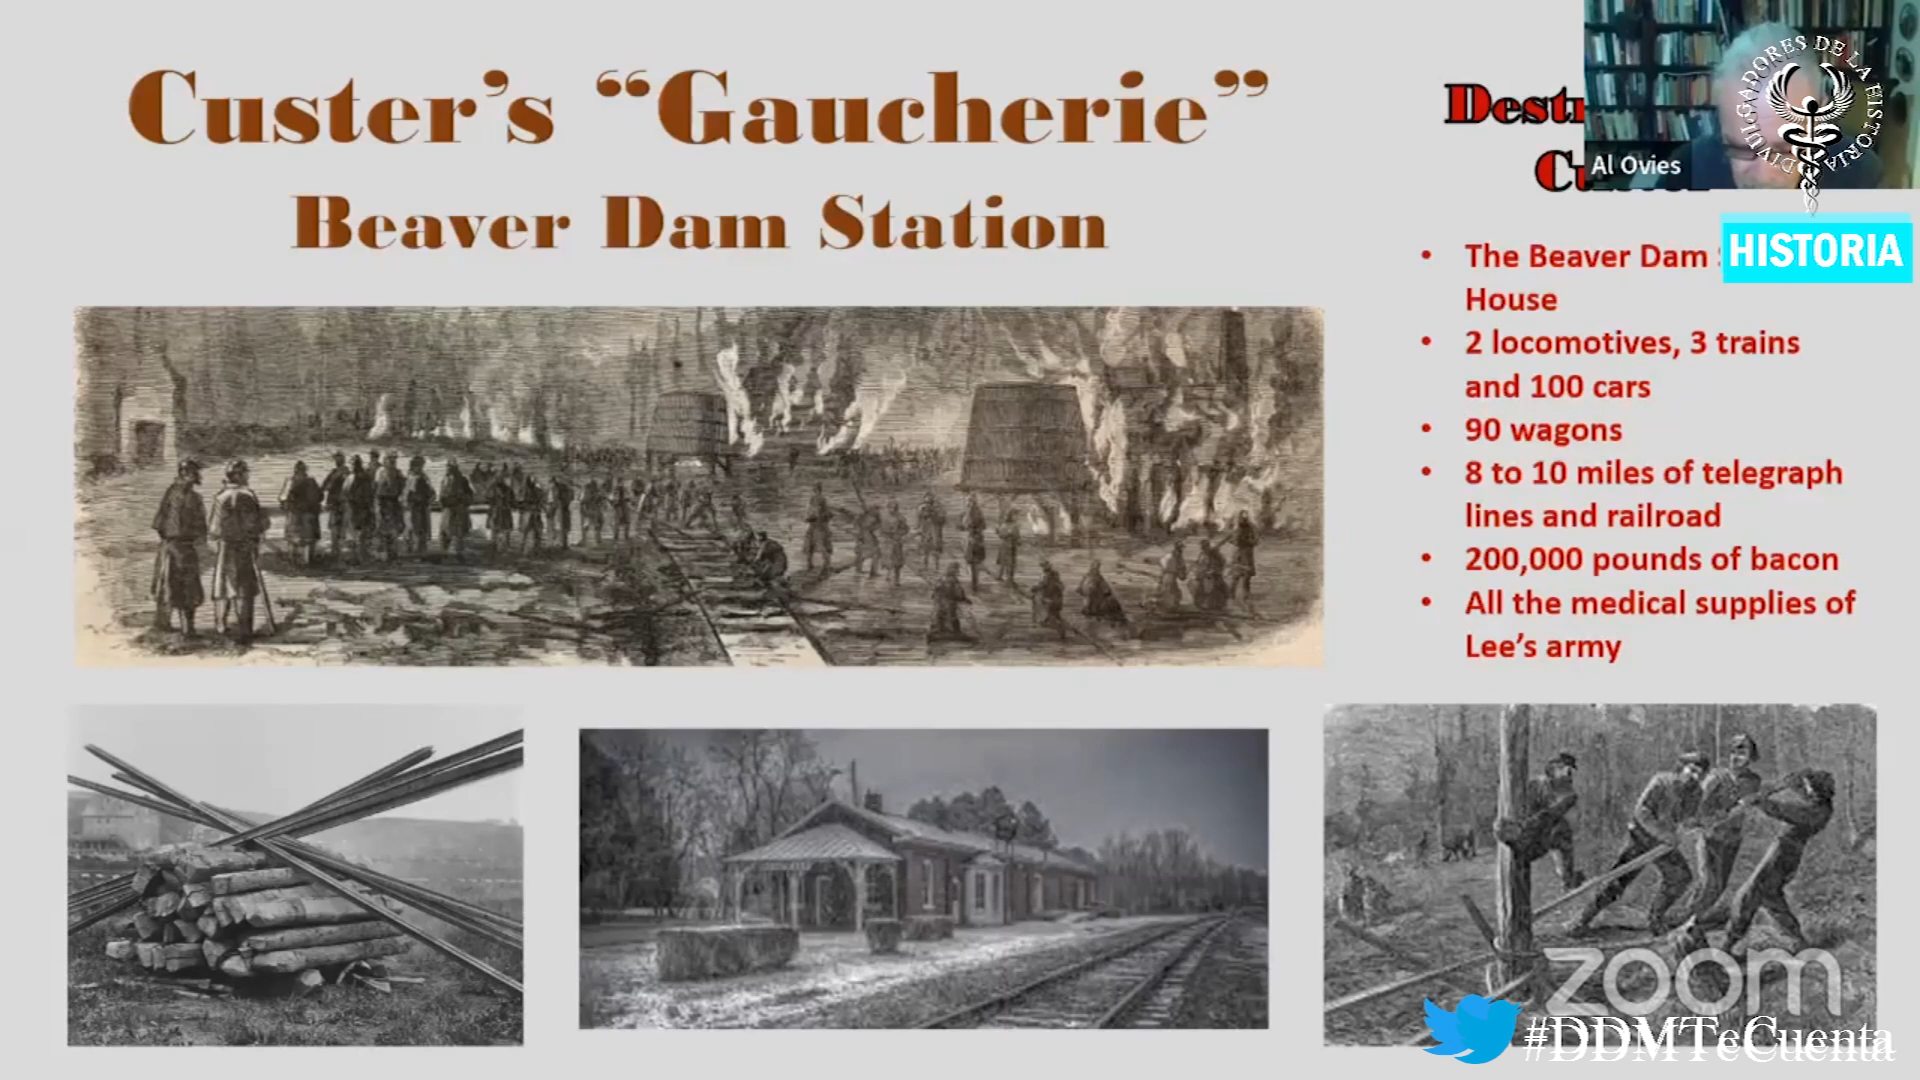 Custer's "Gaucherie"
Beaver Dam Station
• The Beaver Dam
House
• 2 locomotives, 3 trains
and 100 cars
• 90 wagons
• 8 to 10 miles of telegraph
lines and railroad
• 200,000 pounds of bacon
• All the medical supplies of
Lee's army
Al Ovies
DIVULGADORES DE LA HISTORIA
HISTORIA
zoom
#DDMTeCuenta